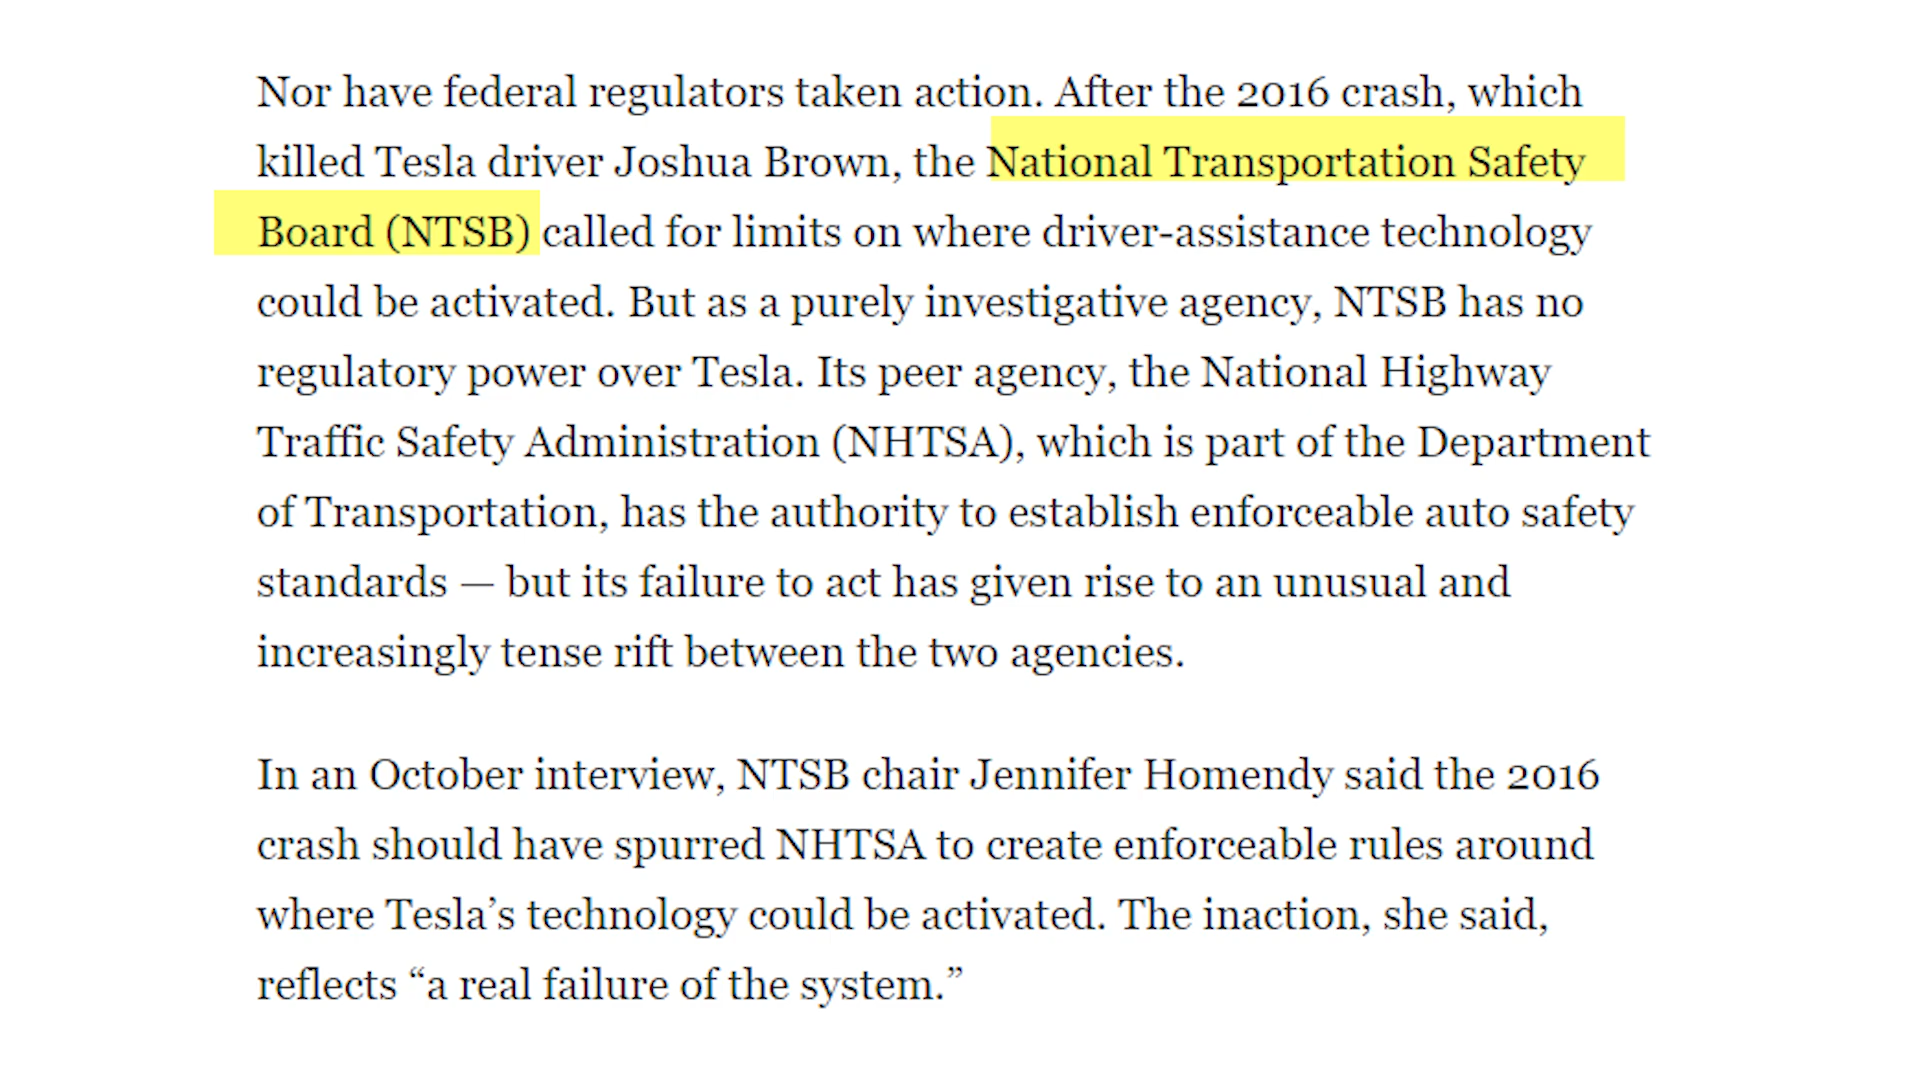 Nor have federal regulators taken action. After the 2016 crash, which
killed Tesla driver Joshua Brown, the National Transportation Safety
Board (NTSB) called for limits on where driver-assistance technology
could be activated. But as a purely investigative agency, NTSB has no
regulatory power over Tesla. Its peer agency, the National Highway
Traffic Safety Administration (NHTSA), which is part of the Department
of Transportation, has the authority to establish enforceable auto safety
standards — but its failure to act has given rise to an unusual and
increasingly tense rift between the two agencies.
In an October interview, NTSB chair Jennifer Homendy said the 2016
crash should have spurred NHTSA to create enforceable rules around
where Tesla’s technology could be activated. The inaction, she said,
reflects “a real failure of the system.”